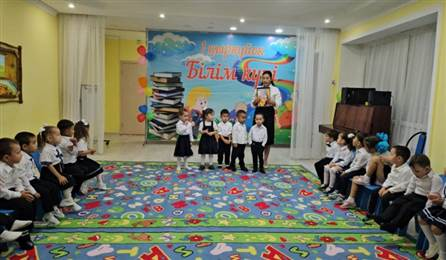 1 қыркүйек
Білім күні